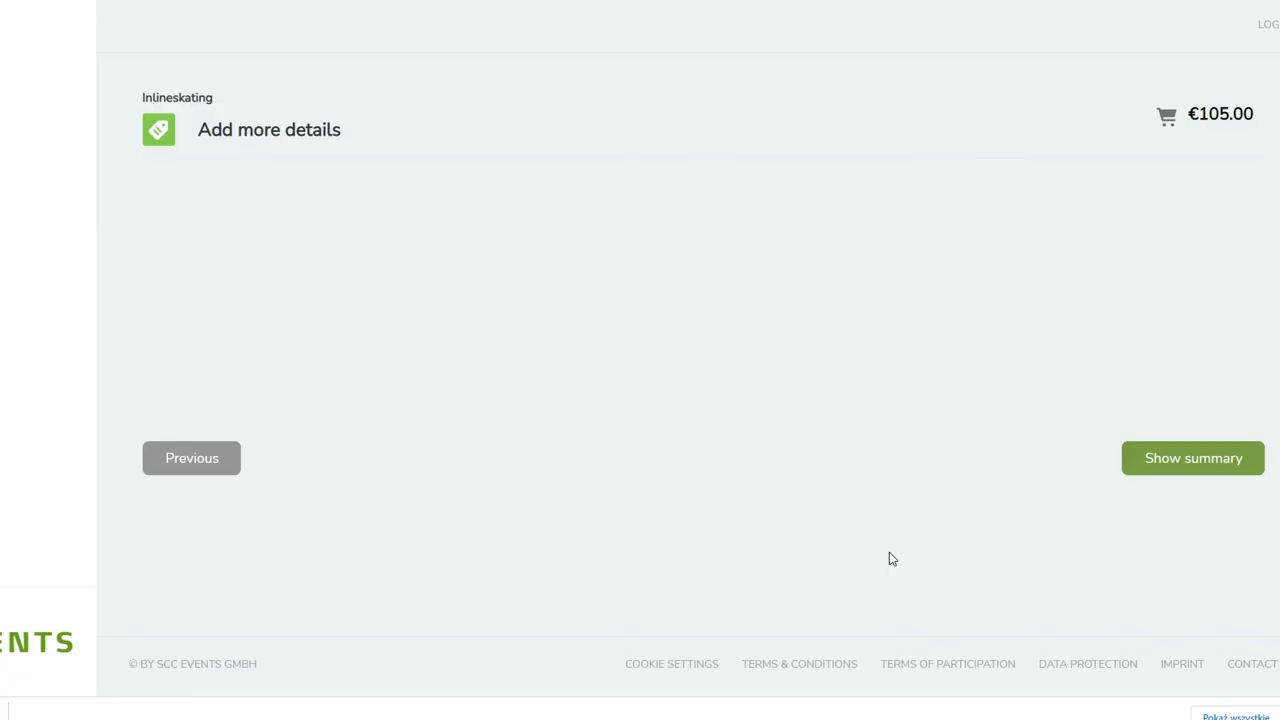 LOG
Inlineskating
Add more details
€105.00
Previous
Show summary
ENTS
© BY SCC EVENTS GMBH
COOKIE SETTINGS
TERMS & CONDITIONS
TERMS OF PARTICIPATION
DATA PROTECTION
IMPRINT
CONTACT
Pokaż wszystkie